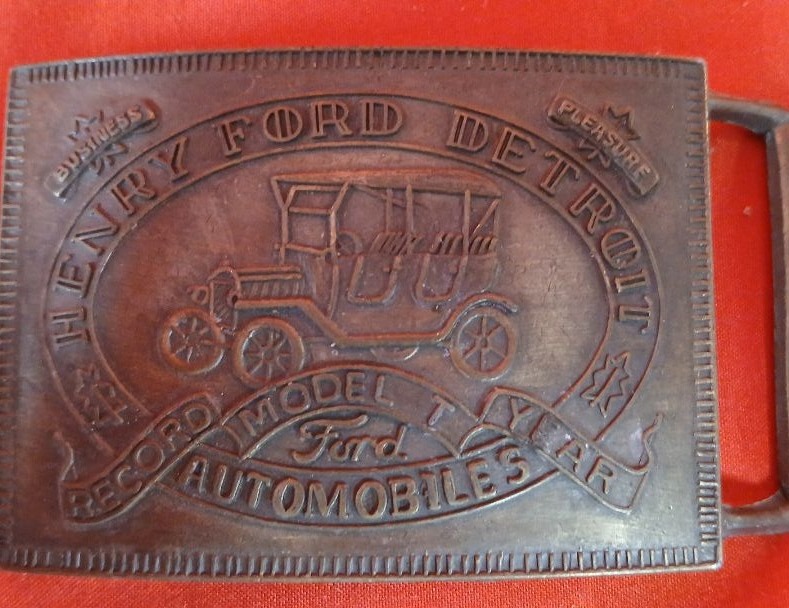 BUSINESS
PLEASURE
HENRY FORD DETROIT
MODEL T
RECORD YEAR
Ford
AUTOMOBILES